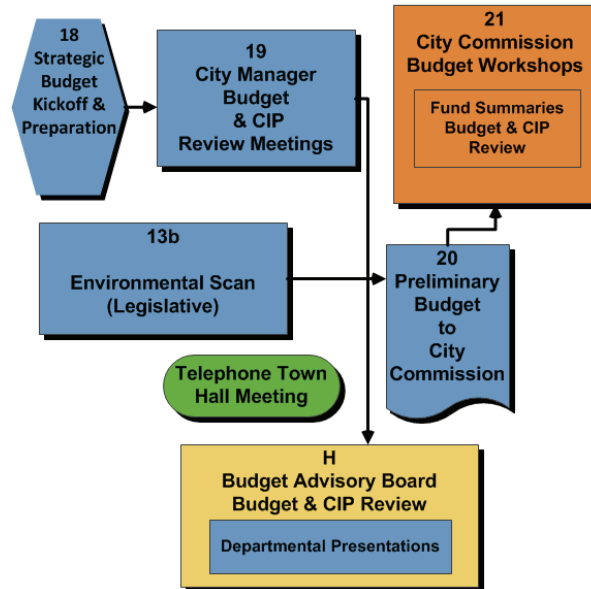 18
Strategic
Budget
Kickoff &
Preparation
19
City Manager
Budget
& CIP
Review Meetings
21
City Commission
Budget Workshops
Fund Summaries
Budget & CIP
Review
13b
Environmental Scan
(Legislative)
20
Preliminary
Budget
to
City
Commission
Telephone Town
Hall Meeting
H
Budget Advisory Board
Budget & CIP Review
Departmental Presentations